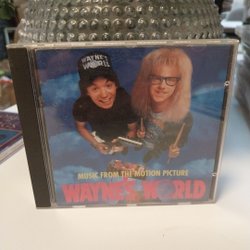 WAYNE'S
WORLD
MUSIC FROM THE MOTION PICTURE
WAYNE'S WORLD